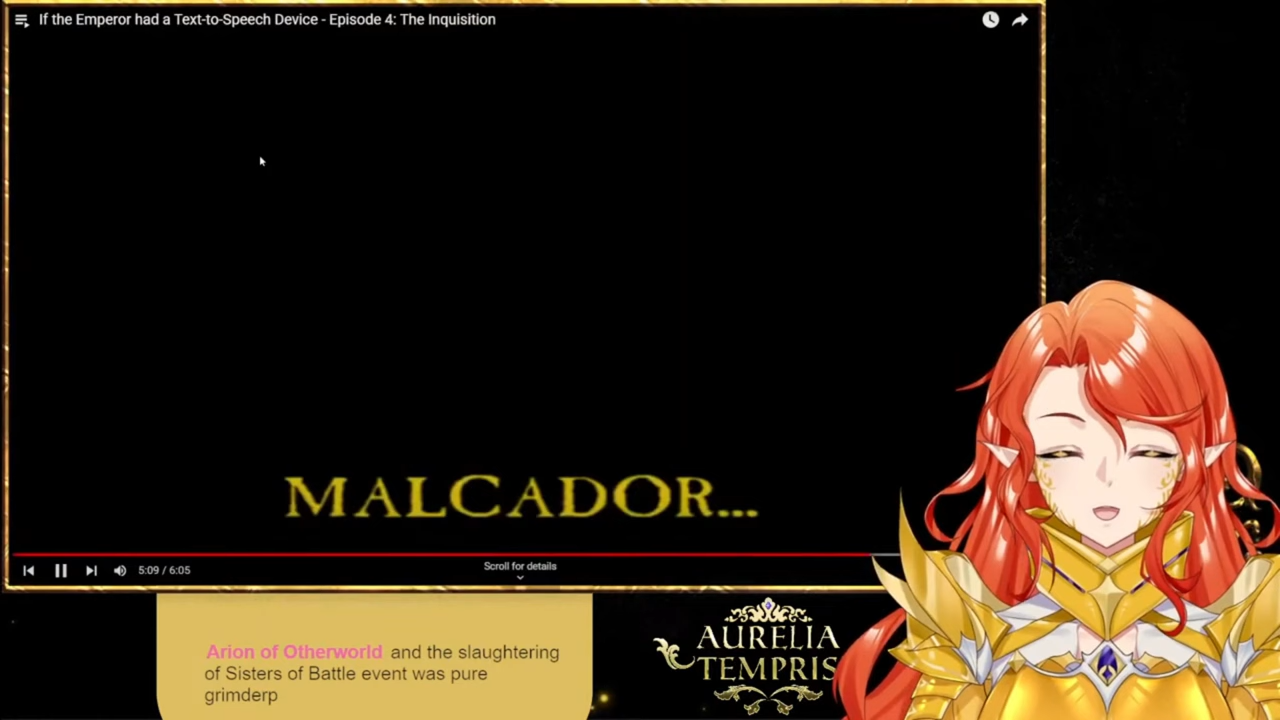 If the Emperor had a Text-to-Speech Device - Episode 4: The Inquisition
MALCADOR...
5:09 / 6:05
Scroll for details
Arion of Otherworld and the slaughtering
of Sisters of Battle event was pure
grimderp
AURELIA
TEMPRIS